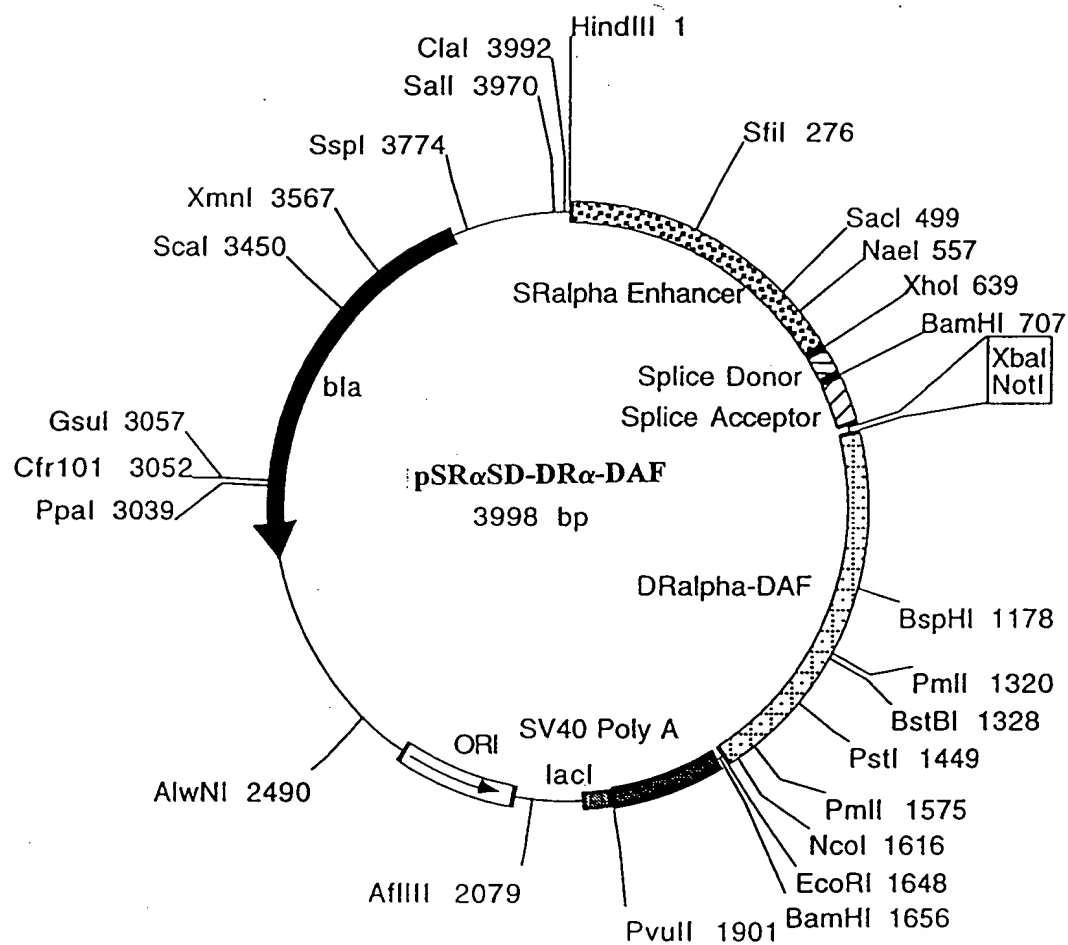 HindIII 1
ClaI 3992
SalI 3970
SspI 3774
SfiI 276
XmnI 3567
ScaI 3450
SacI 499
NaeI 557
XhoI 639
BamHI 707
XbaI
NotI
SRalpha Enhancer
Splice Donor
Splice Acceptor
bla
GsuI 3057
Cfr101 3052
PpaI 3039
pSRαSD-DRα-DAF
3998 bp
DRalpha-DAF
BspHI 1178
PmlI 1320
BstBI 1328
PstI 1449
PmlI 1575
NcoI 1616
EcoRI 1648
BamHI 1656
PvuII 1901
SV40 Poly A
lacI
ORI
AlwNI 2490
AflIII 2079